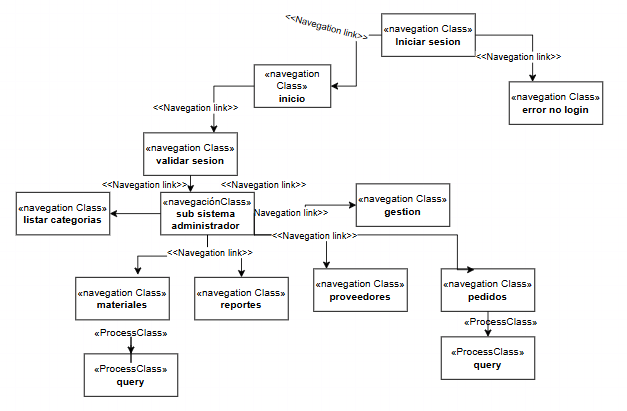 <<Navegation link>>
«navegation Class»
Iniciar sesion
<<Navegation link>>
«navegation
Class»
inicio
«navegation Class»
error no login
<<Navegation link>>
«navegation Class»
validar sesion
<<Navegation link>>
<<Navegation link>>
«navegation Class»
listar categorias
«navegaciónClass»
sub sistema
administrador
Navegation link>>
«navegation Class»
gestion
<<Navegation link>>
<<Navegation link>>
«navegation Class»
materiales
«navegation Class»
reportes
«navegation Class»
proveedores
«navegation Class»
pedidos
«ProcessClass»
«ProcessClass»
«ProcessClass»
query
«ProcessClass»
query